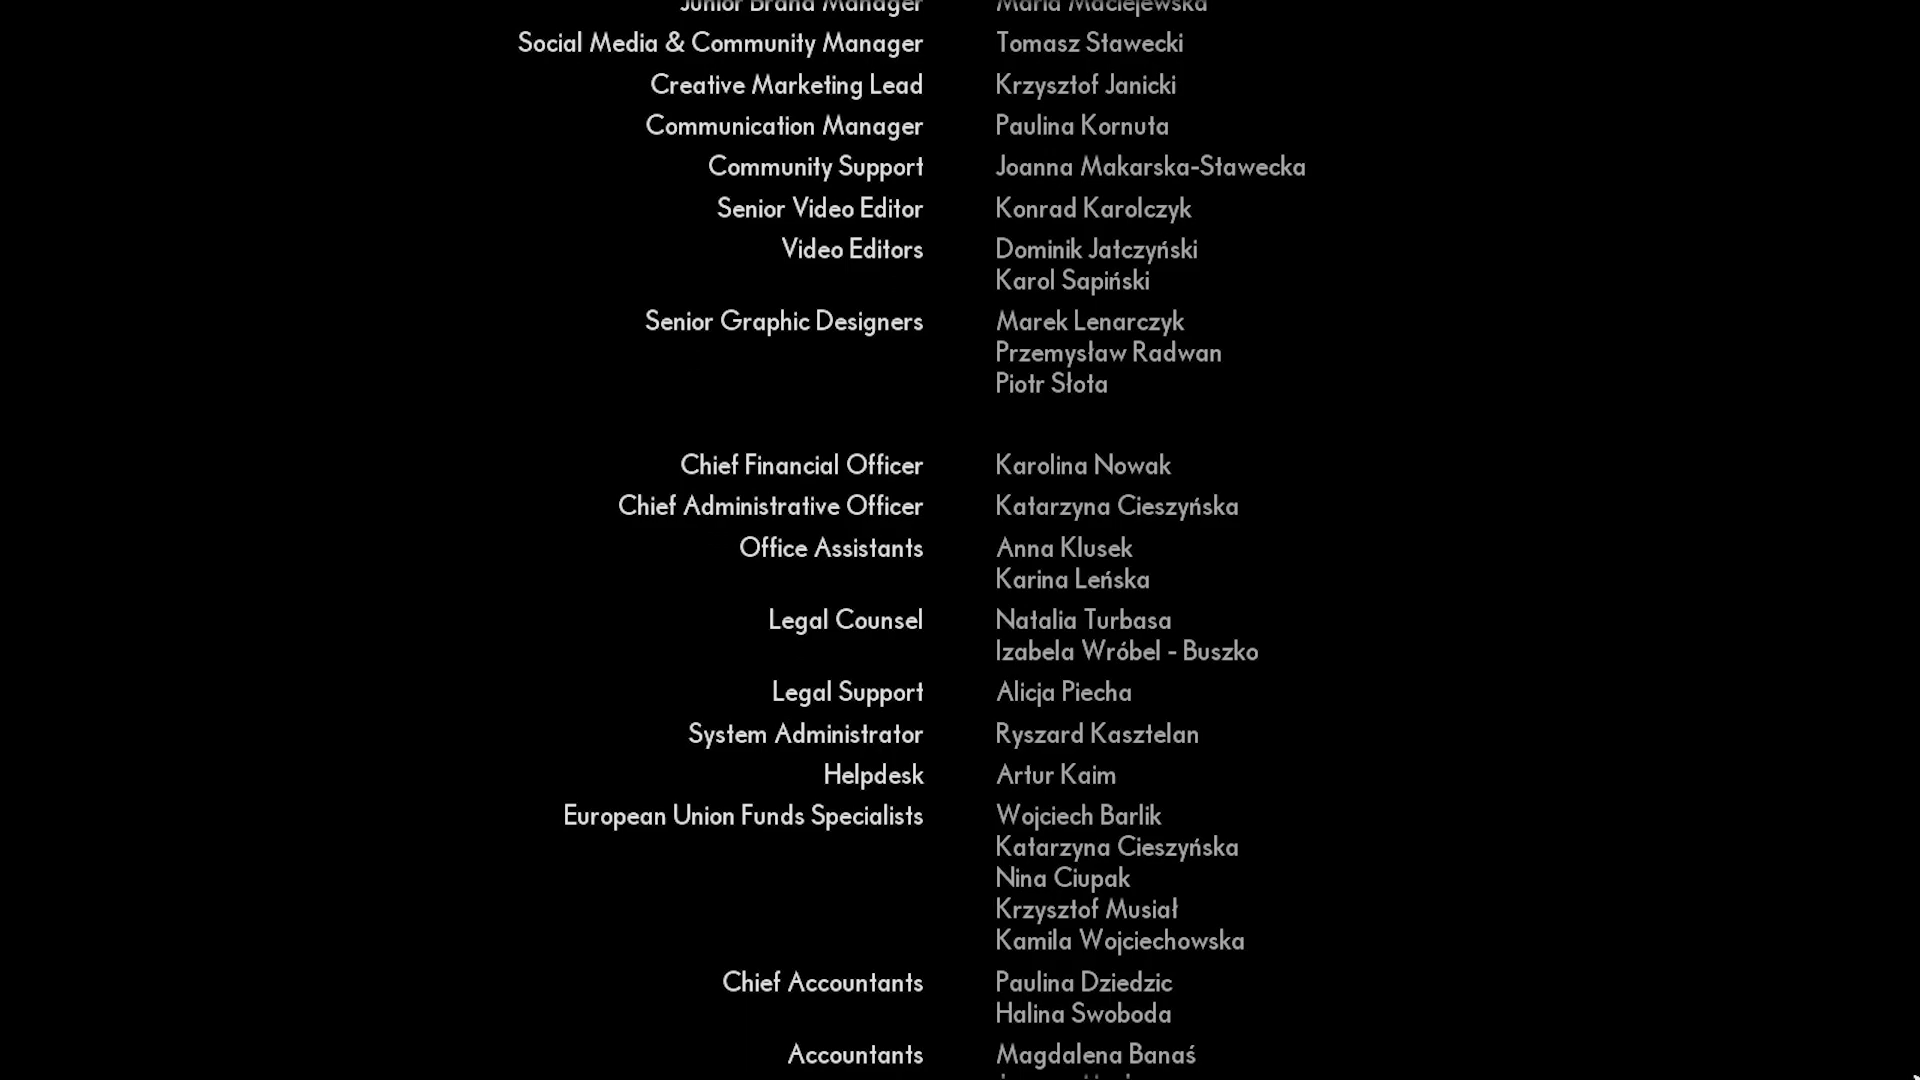 Junior Brand Manager Maria Maciejewska
Social Media & Community Manager Tomasz Stawecki
Creative Marketing Lead Krzysztof Janicki
Communication Manager Paulina Kornuta
Community Support Joanna Makarska-Stawecka
Senior Video Editor Konrad Karolczyk
Video Editors Dominik Jatczyński
Karol Sapiński
Senior Graphic Designers Marek Lenarczyk
Przemysław Radwan
Piotr Słota
Chief Financial Officer Karolina Nowak
Chief Administrative Officer Katarzyna Cieszyńska
Office Assistants Anna Klusek
Karina Leńska
Legal Counsel Natalia Turbasa
Izabela Wróbel - Buszko
Legal Support Alicja Piecha
System Administrator Ryszard Kasztelan
Helpdesk Artur Kaim
European Union Funds Specialists Wojciech Barlik
Katarzyna Cieszyńska
Nina Ciupak
Krzysztof Musiał
Kamila Wojciechowska
Chief Accountants Paulina Dziedzic
Halina Swoboda
Accountants Magdalena Banaś